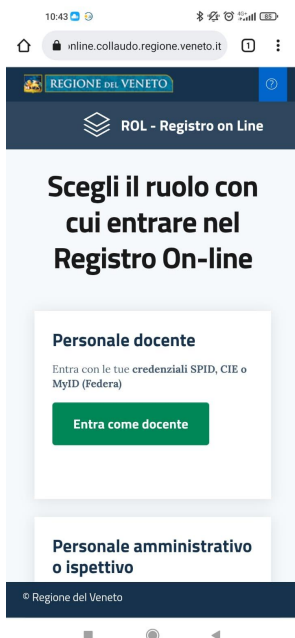 10:43
85
online.collaudo.regione.veneto.it
1
REGIONE DEL VENETO
ROL - Registro on Line
Scegli il ruolo con
cui entrare nel
Registro On-line
Personale docente
Entra con le tue credenziali SPID, CIE o
MyID (Federa)
Entra come docente
Personale amministrativo
o ispettivo
© Regione del Veneto